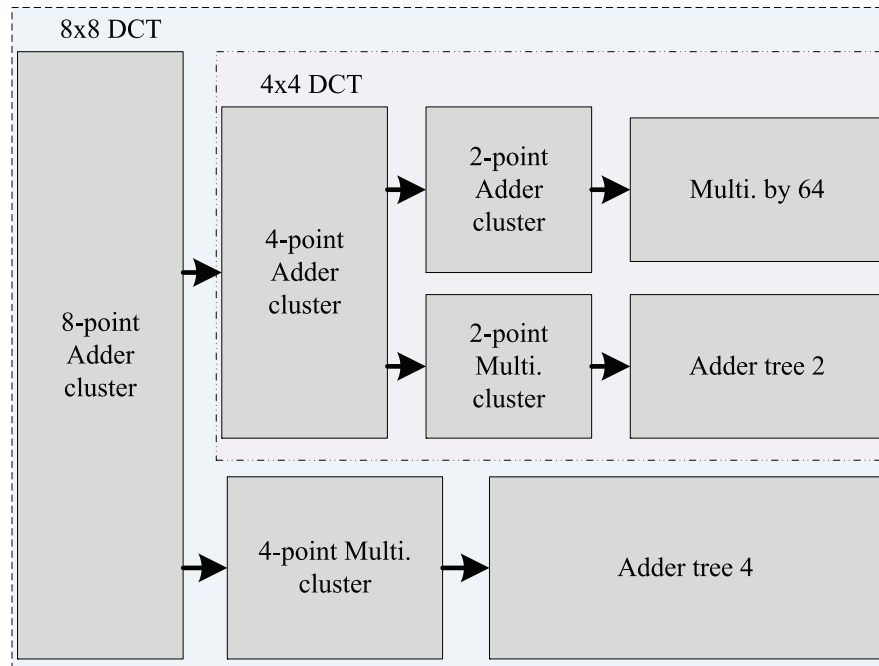 8x8 DCT
4x4 DCT
8-point
Adder
cluster
4-point
Adder
cluster
2-point
Adder
cluster
Multi. by 64
2-point
Multi.
cluster
Adder tree 2
4-point Multi.
cluster
Adder tree 4